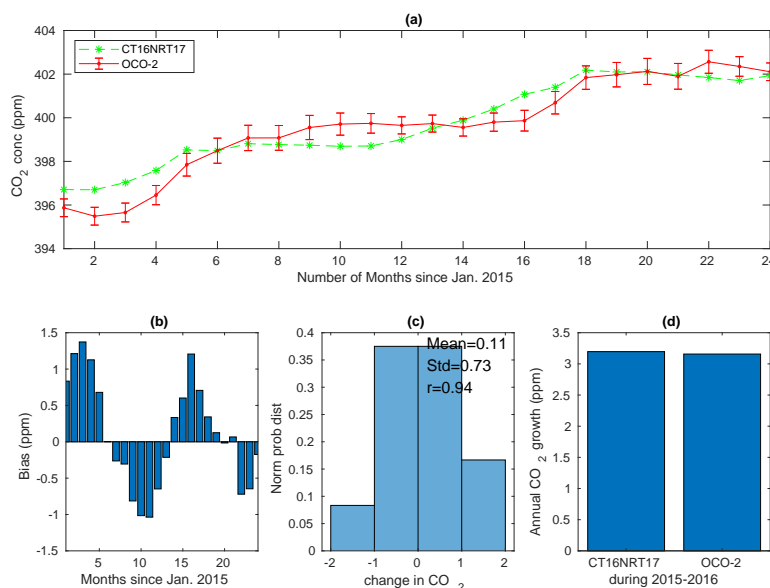 (a)
404
402
400
398
396
394
CO2 conc (ppm)
CT16NRT17
OCO-2
2 4 6 8 10 12 14 16 18 20 22 24
Number of Months since Jan. 2015
(b)
1.5
1
0.5
0
-0.5
-1
-1.5
Bias (ppm)
5 10 15 20
Months since Jan. 2015
(c)
0.4
0.35
0.3
0.25
0.2
0.15
0.1
0.05
0
Norm prob dist
Mean=0.11
Std=0.73
r=0.94
-2 -1 0 1 2
change in CO2
(d)
3.5
3
2.5
2
1.5
1
0.5
0
Annual CO2 growth (ppm)
CT16NRT17 OCO-2
during 2015-2016